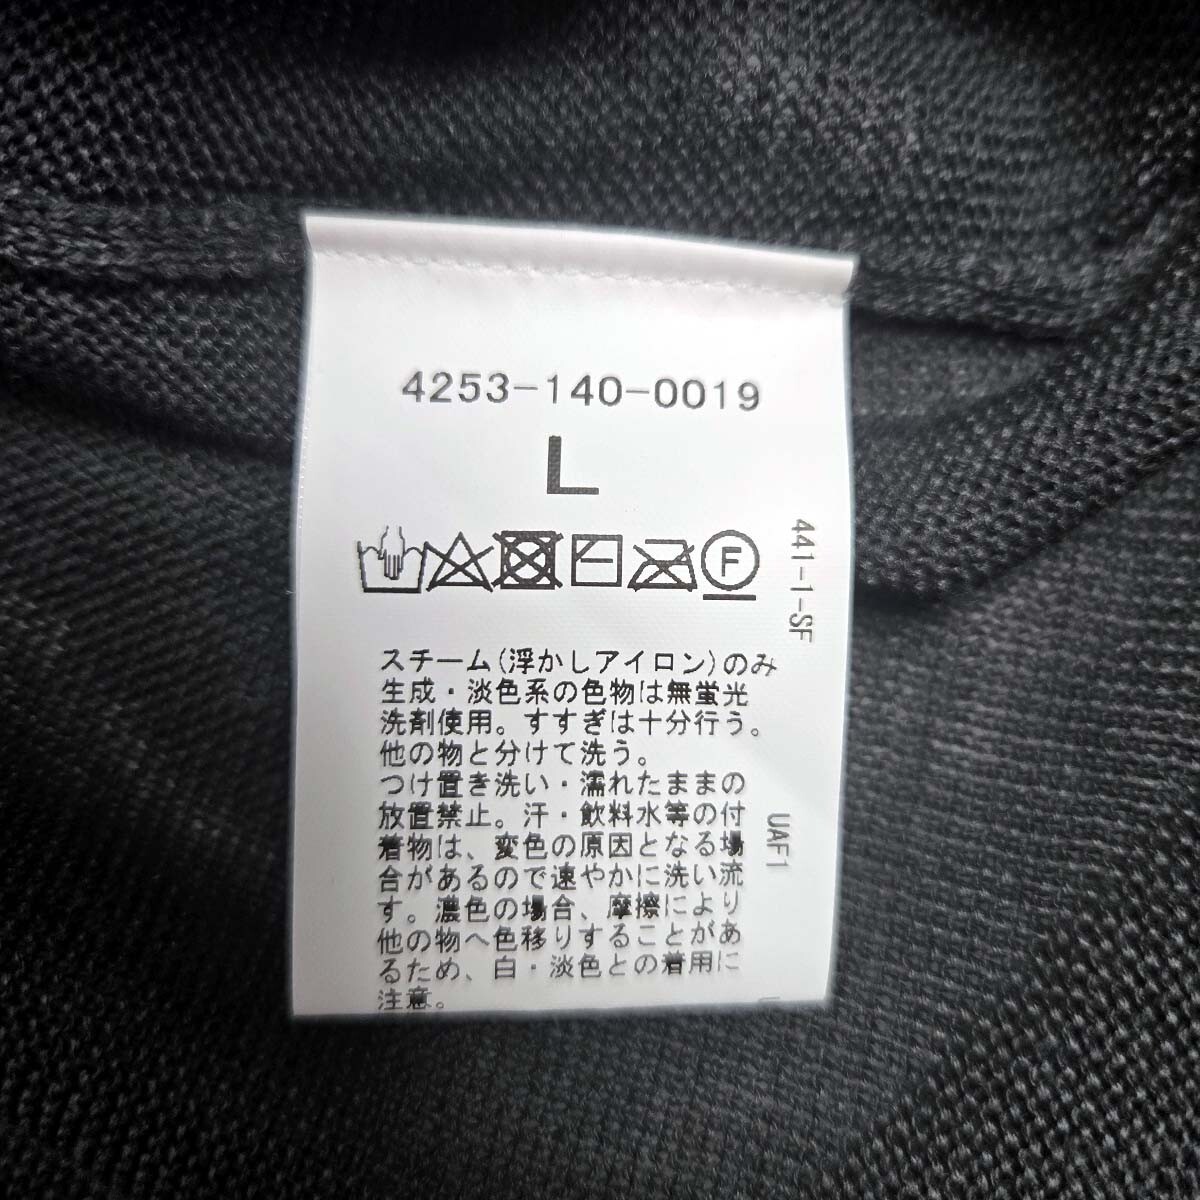 4253-140-0019
L
F
スチーム(浮かしアイロン)のみ
生成・淡色系の色物は無蛍光
洗剤使用。すすぎは十分行う。
他の物と分けて洗う。
つけ置き洗い・濡れたままの
放置禁止。汗・飲料水等の付
着物は、変色の原因となる場
合があるので速やかに洗い流
す。濃色の場合、摩擦により
他の物へ色移りすることがあ
るため、白・淡色との着用に
注意。
441-1-SF
UAF1